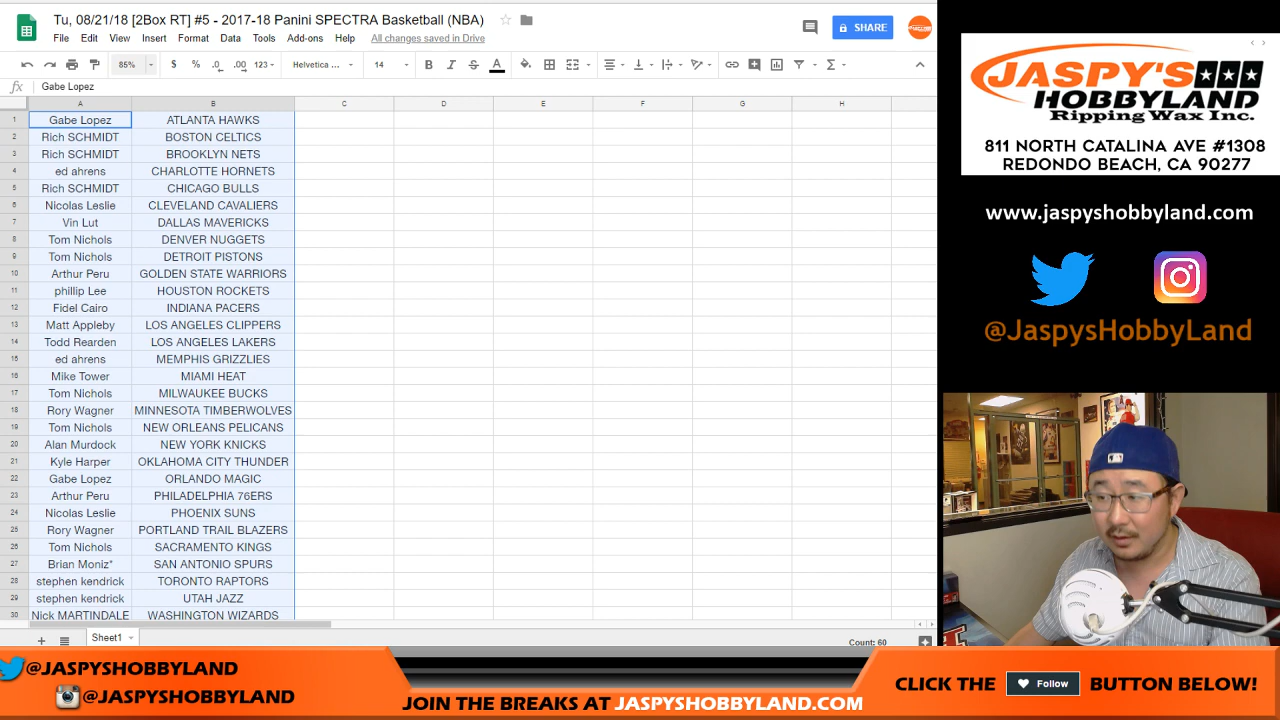 Tu, 08/21/18 [2Box RT] #5 - 2017-18 Panini SPECTRA Basketball (NBA)
File Edit View Insert Format Data Tools Add-ons Help All changes saved in Drive
SHARE
85% $ % .0 .00 123 Helvetica ... 14 B I S A
fx Gabe Lopez
A B C D E F G H
1 Gabe Lopez ATLANTA HAWKS
2 Rich SCHMIDT BOSTON CELTICS
3 Rich SCHMIDT BROOKLYN NETS
4 ed ahrens CHARLOTTE HORNETS
5 Rich SCHMIDT CHICAGO BULLS
6 Nicolas Leslie CLEVELAND CAVALIERS
7 Vin Lut DALLAS MAVERICKS
8 Tom Nichols DENVER NUGGETS
9 Tom Nichols DETROIT PISTONS
10 Arthur Peru GOLDEN STATE WARRIORS
11 phillip Lee HOUSTON ROCKETS
12 Fidel Cairo INDIANA PACERS
13 Matt Appleby LOS ANGELES CLIPPERS
14 Todd Rearden LOS ANGELES LAKERS
15 ed ahrens MEMPHIS GRIZZLIES
16 Mike Tower MIAMI HEAT
17 Tom Nichols MILWAUKEE BUCKS
18 Rory Wagner MINNESOTA TIMBERWOLVES
19 Tom Nichols NEW ORLEANS PELICANS
20 Alan Murdock NEW YORK KNICKS
21 Kyle Harper OKLAHOMA CITY THUNDER
22 Gabe Lopez ORLANDO MAGIC
23 Arthur Peru PHILADELPHIA 76ERS
24 Nicolas Leslie PHOENIX SUNS
25 Rory Wagner PORTLAND TRAIL BLAZERS
26 Tom Nichols SACRAMENTO KINGS
27 Brian Moniz* SAN ANTONIO SPURS
28 stephen kendrick TORONTO RAPTORS
29 stephen kendrick UTAH JAZZ
30 Nick MARTINDALE WASHINGTON WIZARDS
Sheet1
Count: 60
JASPY'S
HOBBYLAND
Ripping Wax Inc.
811 NORTH CATALINA AVE #1308
REDONDO BEACH, CA 90277
www.jaspyshobbyland.com
@JaspysHobbyLand
@JASPYSHOBBYLAND
@JASPYSHOBBYLAND
JOIN THE BREAKS AT JASPYSHOBBYLAND.COM
CLICK THE Follow BUTTON BELOW!